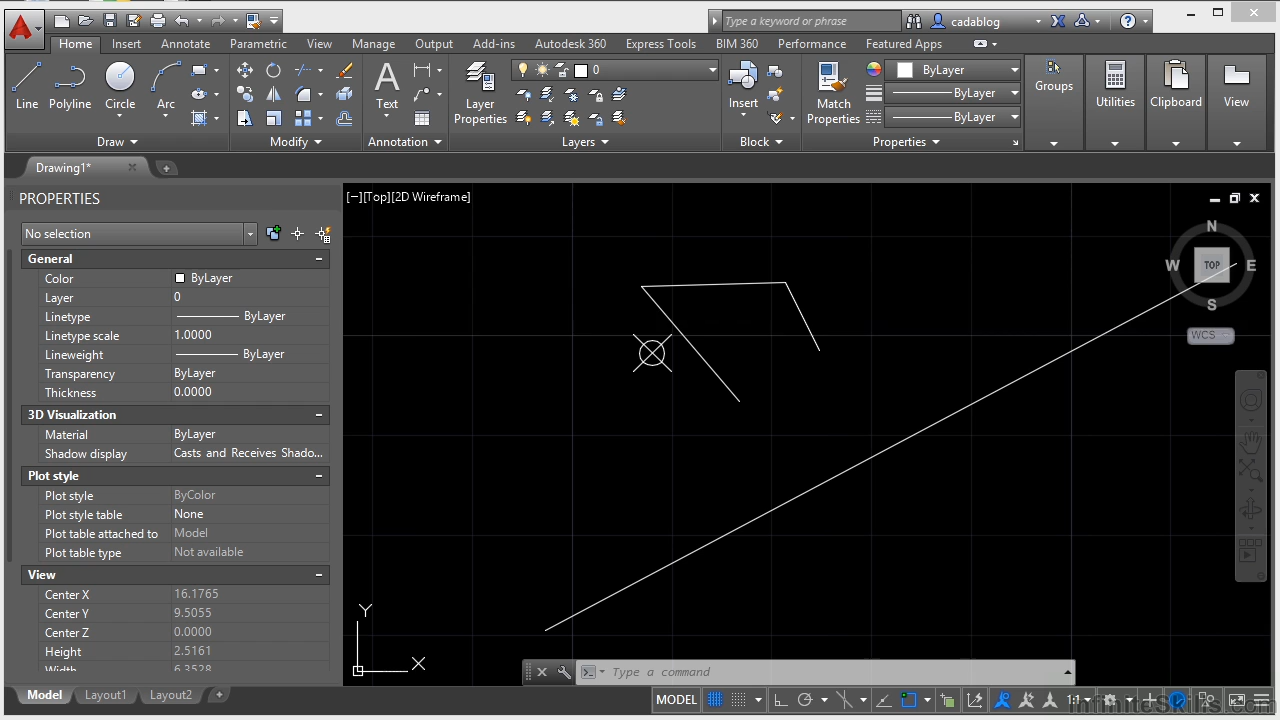 Type a keyword or phrase
cadablog
Home Insert Annotate Parametric View Manage Output Add-ins Autodesk 360 Express Tools BIM 360 Performance Featured Apps
Line Polyline Circle Arc
Text
Layer
Properties
0
Insert
Match
Properties
ByLayer
ByLayer
ByLayer
Groups Utilities Clipboard View
Draw Modify Annotation Layers Block Properties
Drawing1*
PROPERTIES
No selection
General
Color ByLayer
Layer 0
Linetype ByLayer
Linetype scale 1.0000
Lineweight ByLayer
Transparency ByLayer
Thickness 0.0000
3D Visualization
Material ByLayer
Shadow display Casts and Receives Shado...
Plot style
Plot style ByColor
Plot style table None
Plot table attached to Model
Plot table type Not available
View
Center X 16.1765
Center Y 9.5055
Center Z 0.0000
Height 2.5161
Width 6.3528
[−][Top][2D Wireframe]
N
W TOP E
S
WCS
Y
X
Type a command
Model Layout1 Layout2 +
MODEL 1:1
InfiniteSkills.com